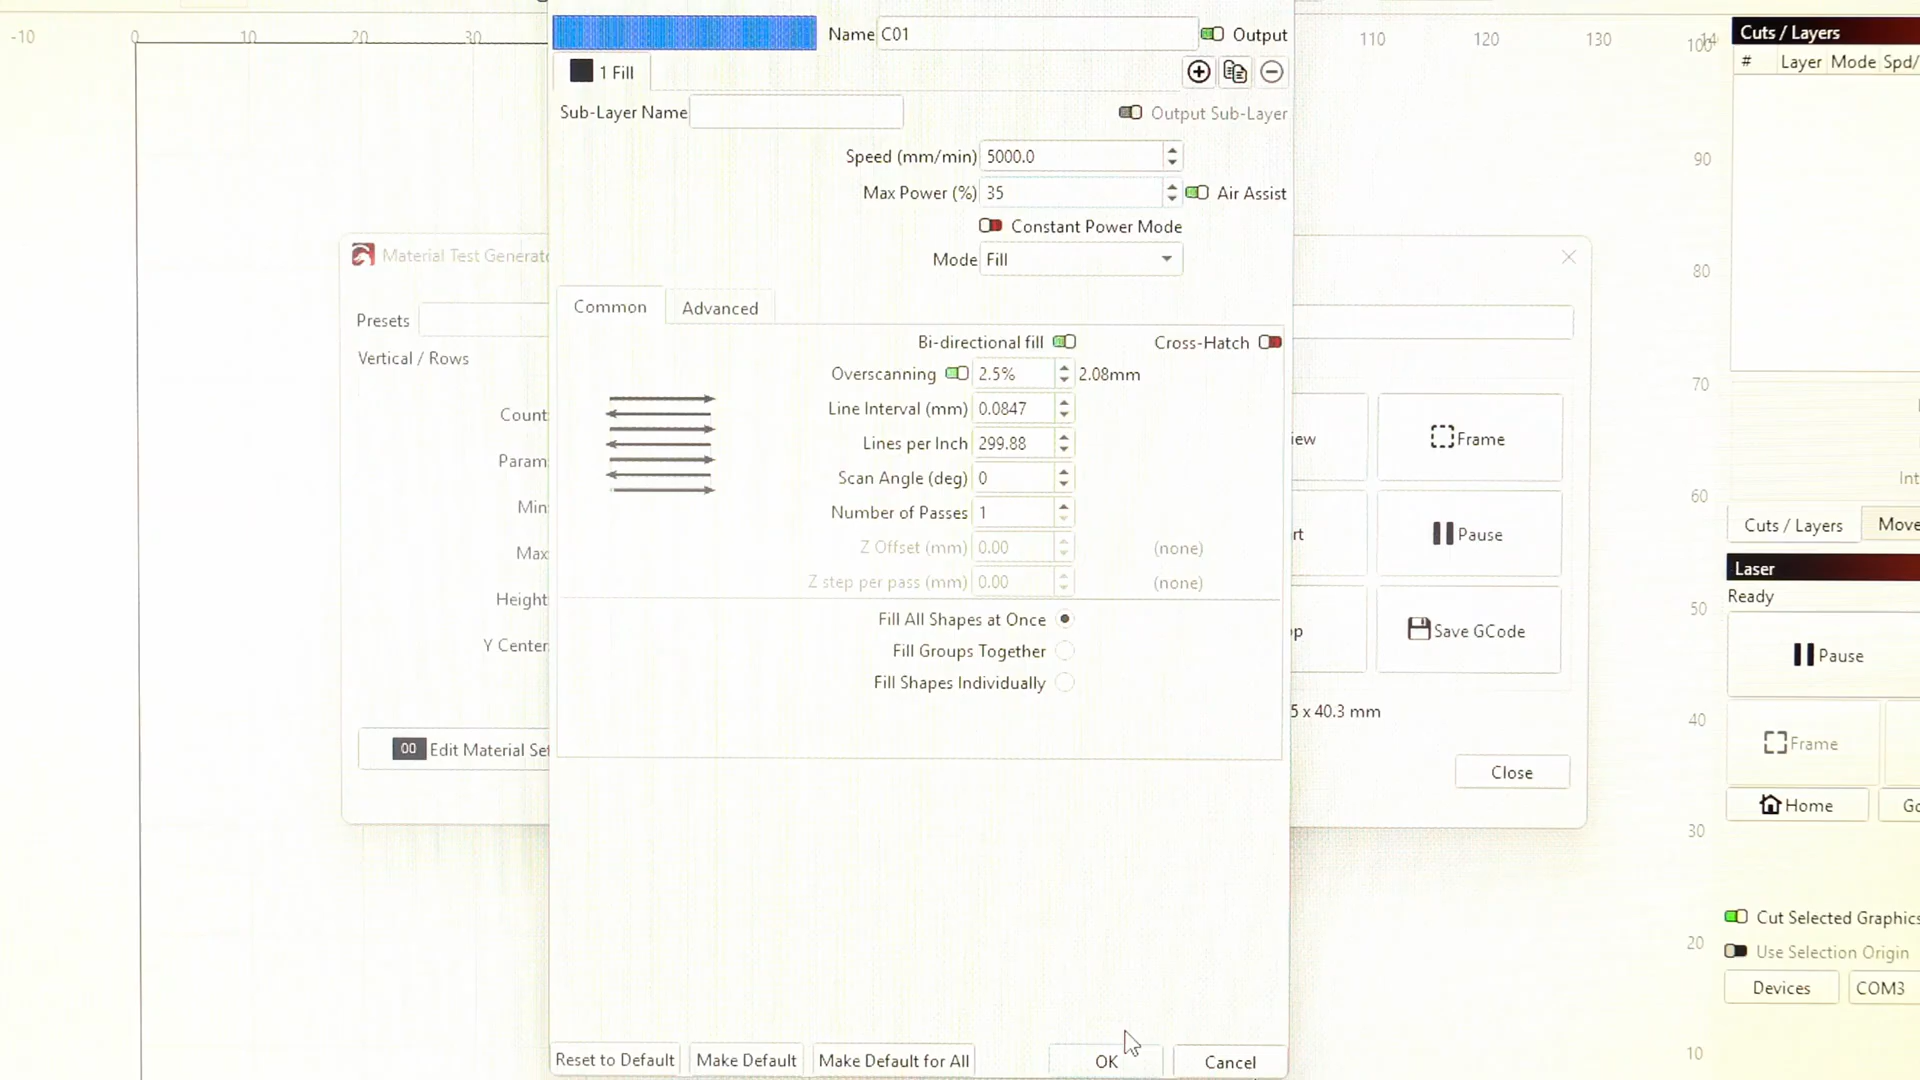 -10 0 10 20 30 110 120 130 140
Name C01 Output
1 Fill
Sub-Layer Name Output Sub-Layer
Speed (mm/min) 5000.0
Max Power (%) 35 Air Assist
Constant Power Mode
Mode Fill
Common Advanced
Bi-directional fill Cross-Hatch
Overscanning 2.5% 2.08mm
Line Interval (mm) 0.0847
Lines per Inch 299.88
Scan Angle (deg) 0
Number of Passes 1
Z Offset (mm) 0.00 (none)
Z step per pass (mm) 0.00 (none)
Fill All Shapes at Once
Fill Groups Together
Fill Shapes Individually
Reset to Default Make Default Make Default for All OK Cancel
Material Test Generato
Presets
Vertical / Rows
Count
Param
Min
Max
Height
Y Center
00 Edit Material Set
iew Frame
rt Pause
op Save GCode
5 x 40.3 mm
Close
100
90
80
70
60
50
40
30
20
10
Cuts / Layers
# Layer Mode Spd/
Int
Cuts / Layers Move
Laser
Ready
Pause
Frame
Home Go
Cut Selected Graphics
Use Selection Origin
Devices COM3